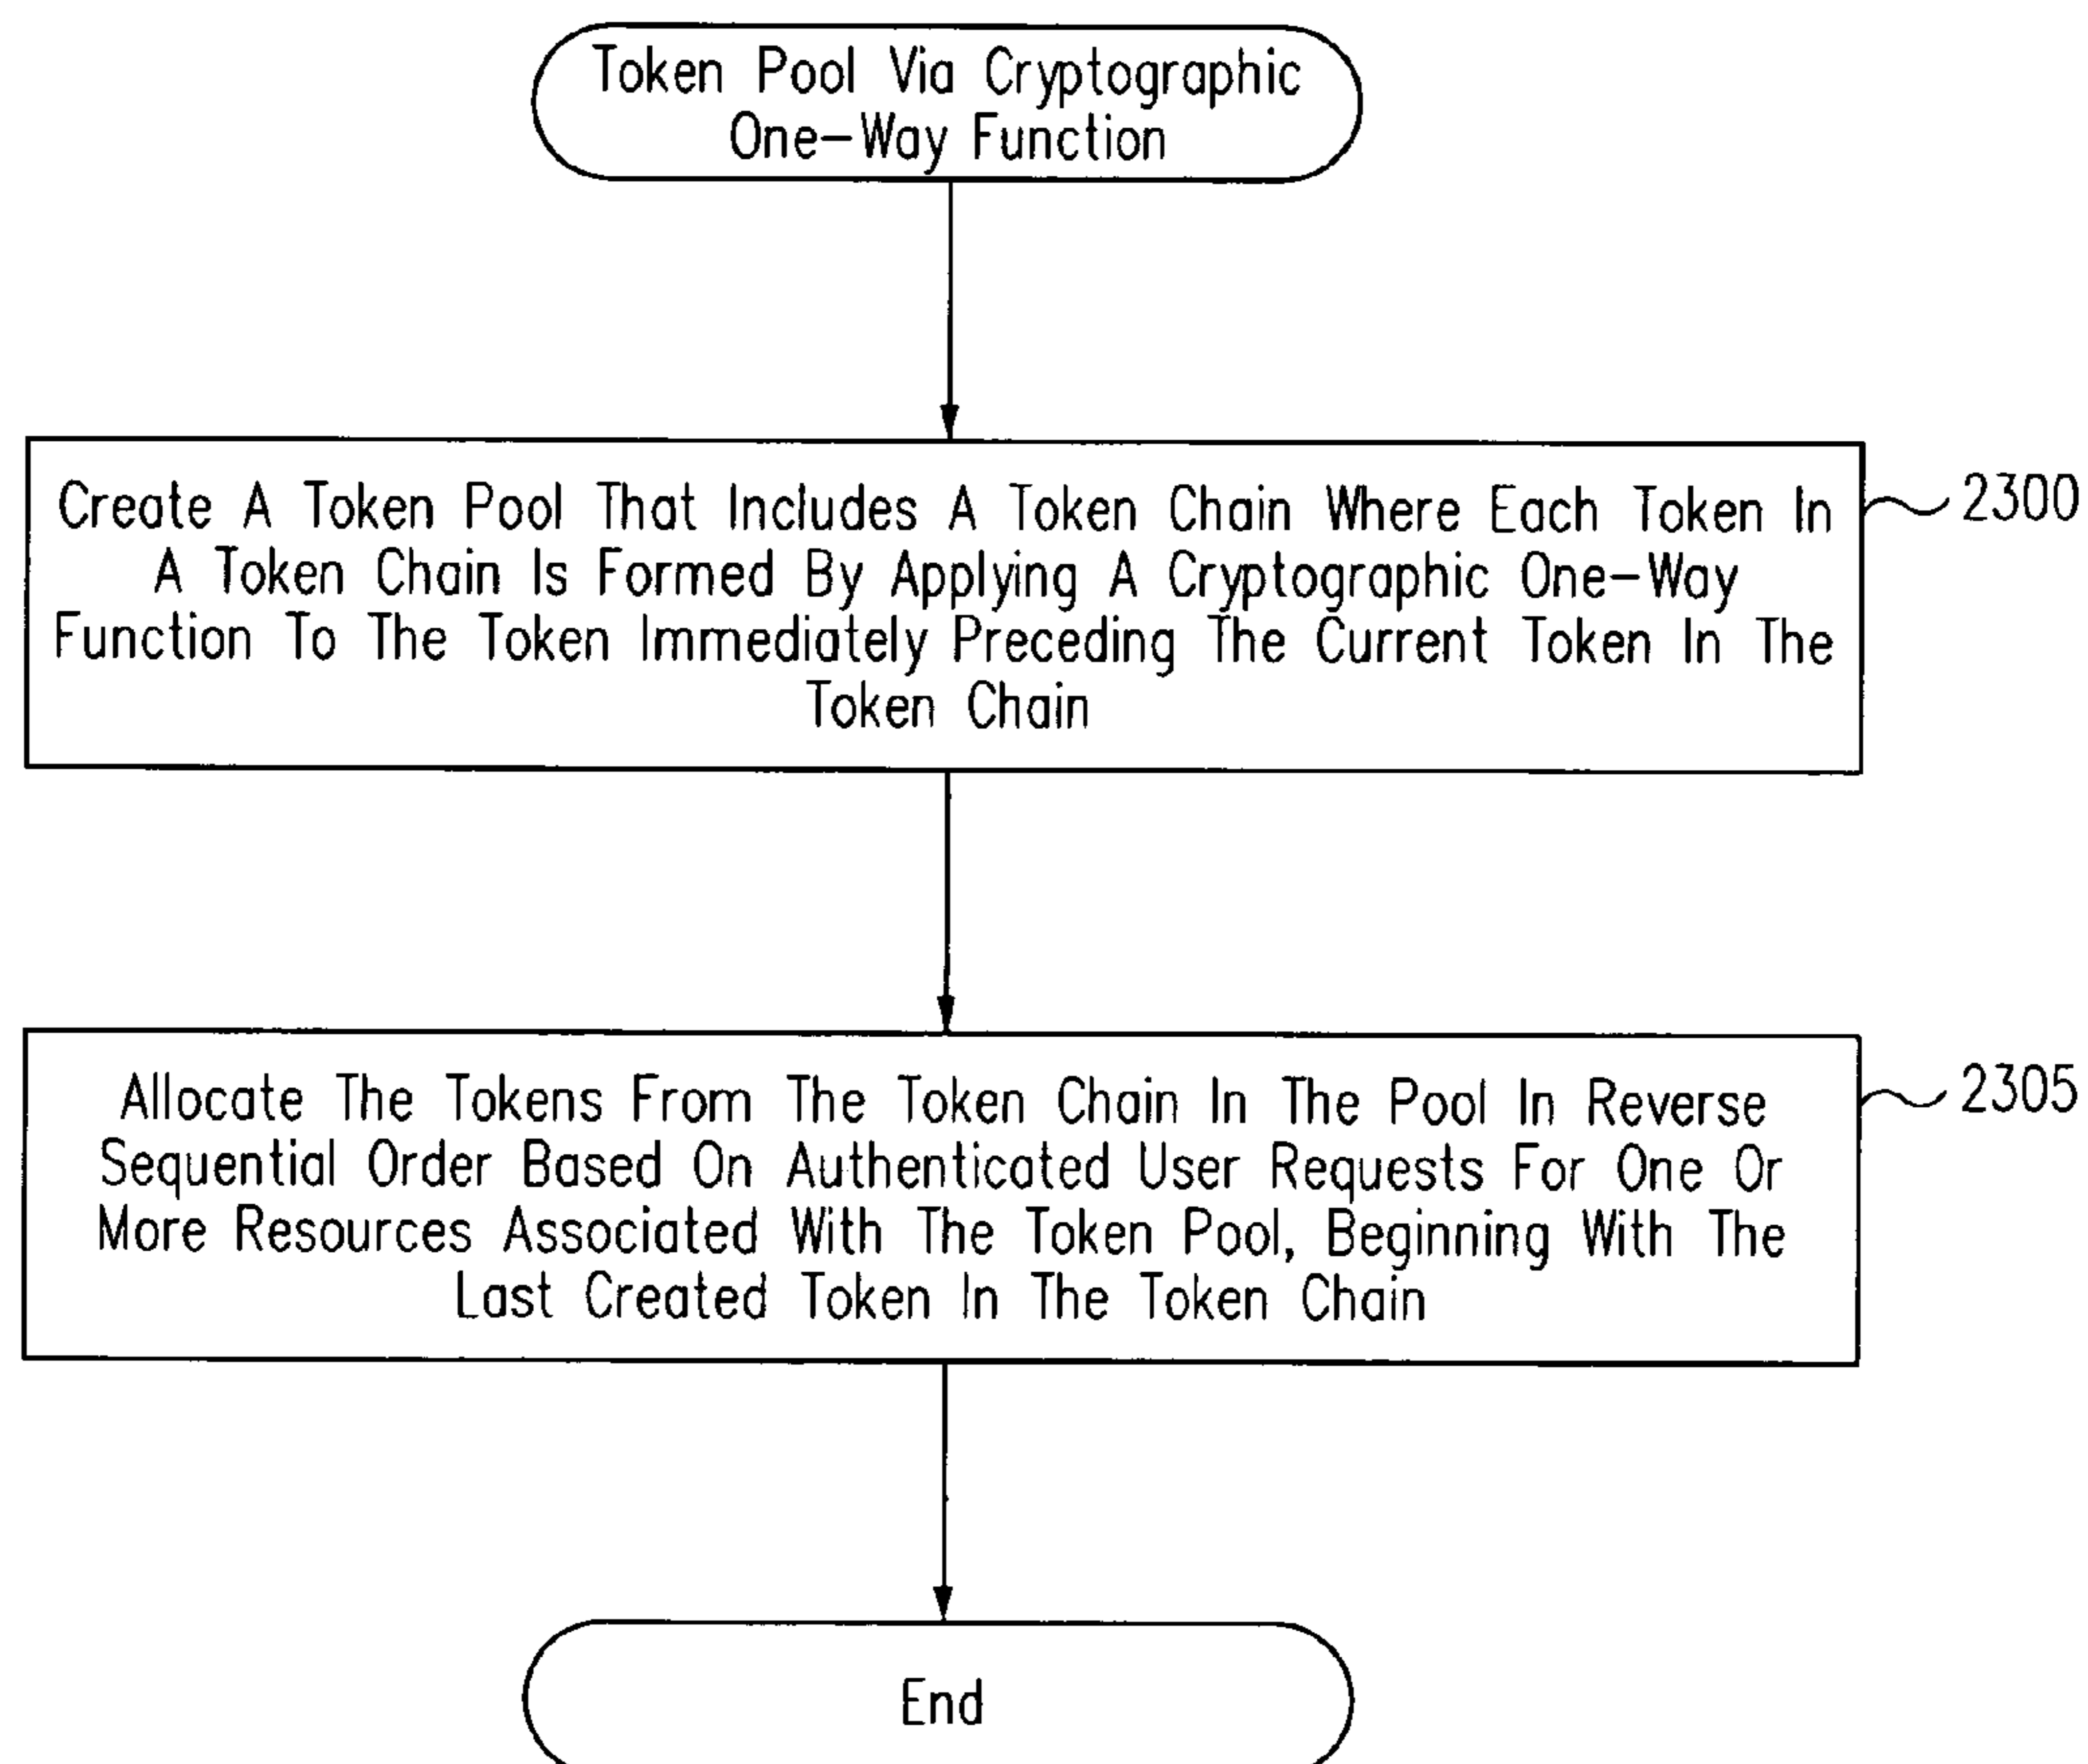 Token Pool Via Cryptographic
One-Way Function
Create A Token Pool That Includes A Token Chain Where Each Token In
A Token Chain Is Formed By Applying A Cryptographic One-Way
Function To The Token Immediately Preceding The Current Token In The
Token Chain
2300
Allocate The Tokens From The Token Chain In The Pool In Reverse
Sequential Order Based On Authenticated User Requests For One Or
More Resources Associated With The Token Pool, Beginning With The
Last Created Token In The Token Chain
2305
End